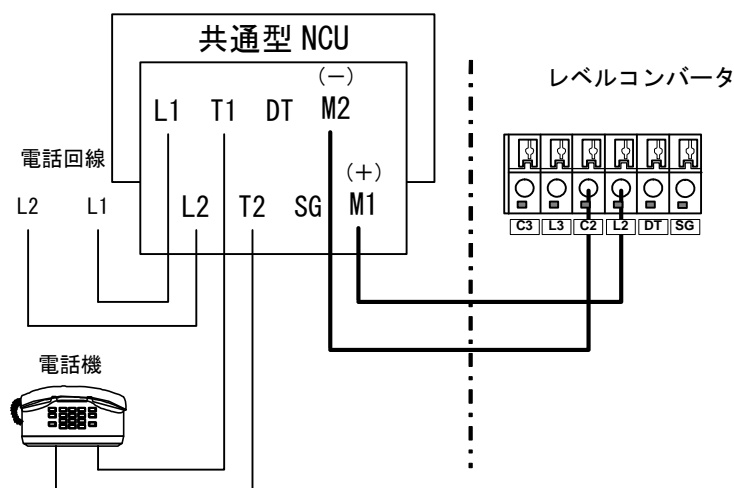 共通型 NCU
(−)
L1 T1 DT M2
レベルコンバータ
電話回線
(+)
L2 L1
L2 T2 SG M1
C3 L3 C2 L2 DT SG
電話機